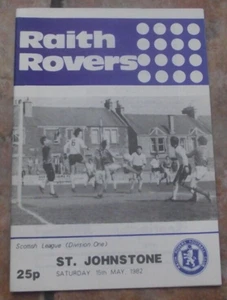 Raith
Rovers
Scottish League (Division One)
ST. JOHNSTONE
25p
SATURDAY 15th MAY 1982